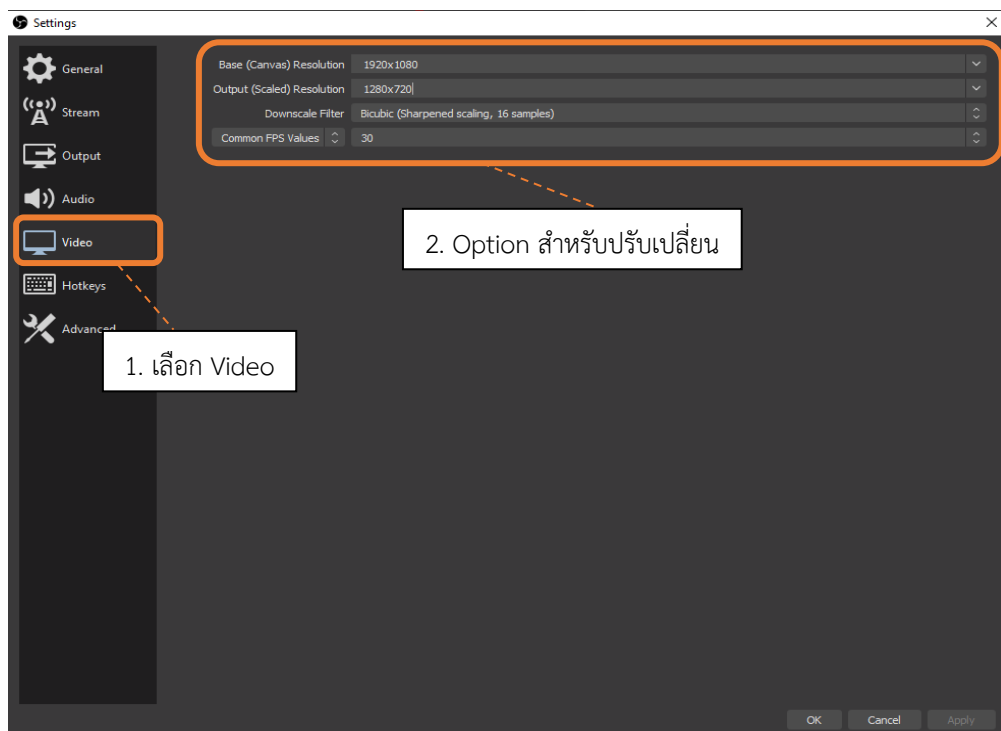 Settings
General
Stream
Output
Audio
Video
Hotkeys
Advanced
Base (Canvas) Resolution 1920x1080
Output (Scaled) Resolution 1280x720
Downscale Filter Bicubic (Sharpened scaling, 16 samples)
Common FPS Values 30
2. Option สำหรับปรับเปลี่ยน
1. เลือก Video
OK Cancel Apply